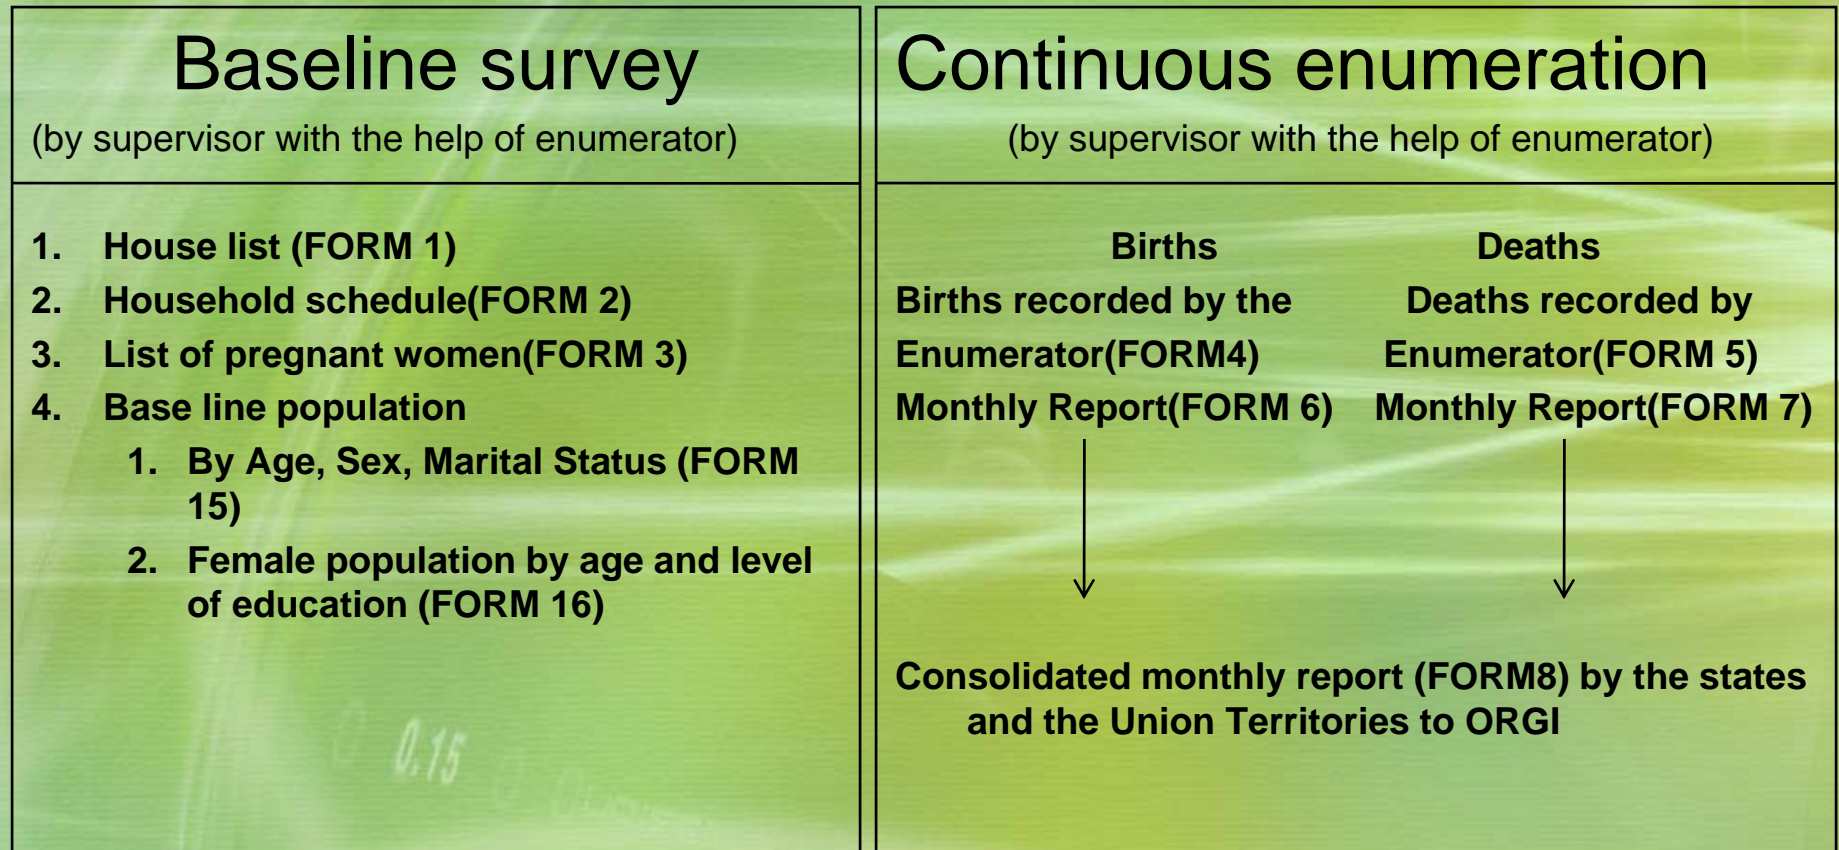 Baseline survey
(by supervisor with the help of enumerator)
1. House list (FORM 1)
2. Household schedule(FORM 2)
3. List of pregnant women(FORM 3)
4. Base line population
1. By Age, Sex, Marital Status (FORM
15)
2. Female population by age and level
of education (FORM 16)
0.15
Continuous enumeration
(by supervisor with the help of enumerator)
Births Deaths
Births recorded by the Deaths recorded by
Enumerator(FORM4) Enumerator(FORM 5)
Monthly Report(FORM 6) Monthly Report(FORM 7)
Consolidated monthly report (FORM8) by the states
and the Union Territories to ORGI